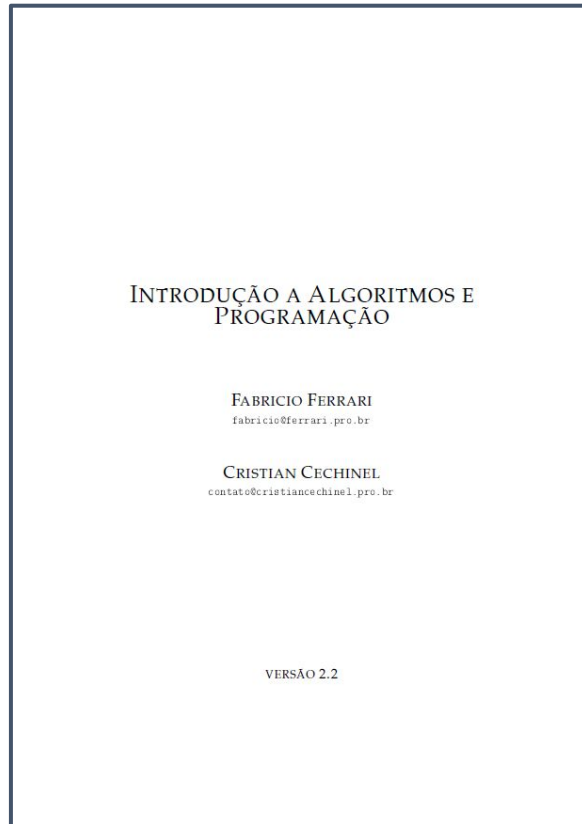 INTRODUÇÃO A ALGORITMOS E
PROGRAMAÇÃO
FABRICIO FERRARI
fabricio@ferrari.pro.br
CRISTIAN CECHINEL
contato@cristiancechinel.pro.br
VERSÃO 2.2